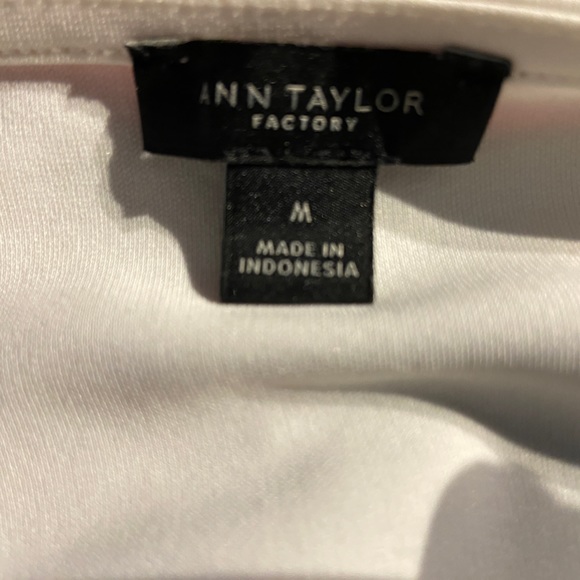 ANN TAYLOR
FACTORY
M
MADE IN
INDONESIA